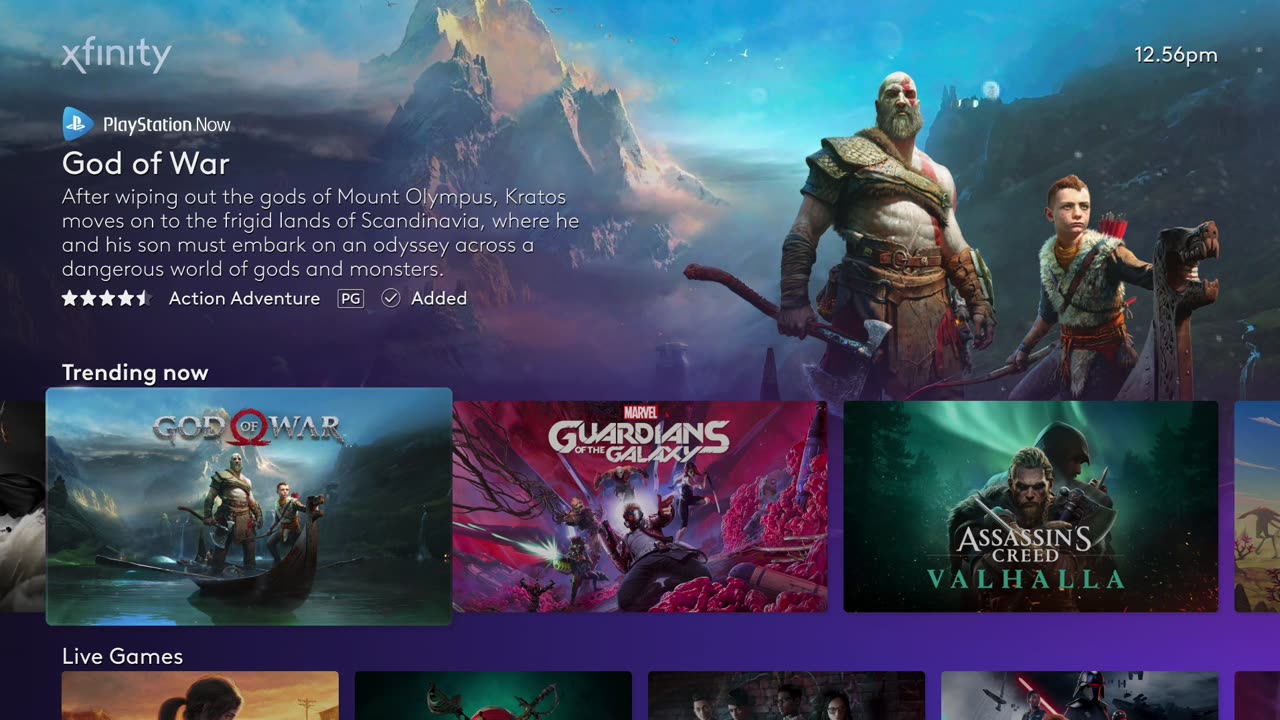 xfinity
12.56pm
PlayStation Now
God of War
After wiping out the gods of Mount Olympus, Kratos
moves on to the frigid lands of Scandinavia, where he
and his son must embark on an odyssey across a
dangerous world of gods and monsters.
Action Adventure PG Added
Trending now
GOD OF WAR
MARVEL
GUARDIANS
OF THE
GALAXY
ASSASSIN'S
CREED
VALHALLA
Live Games